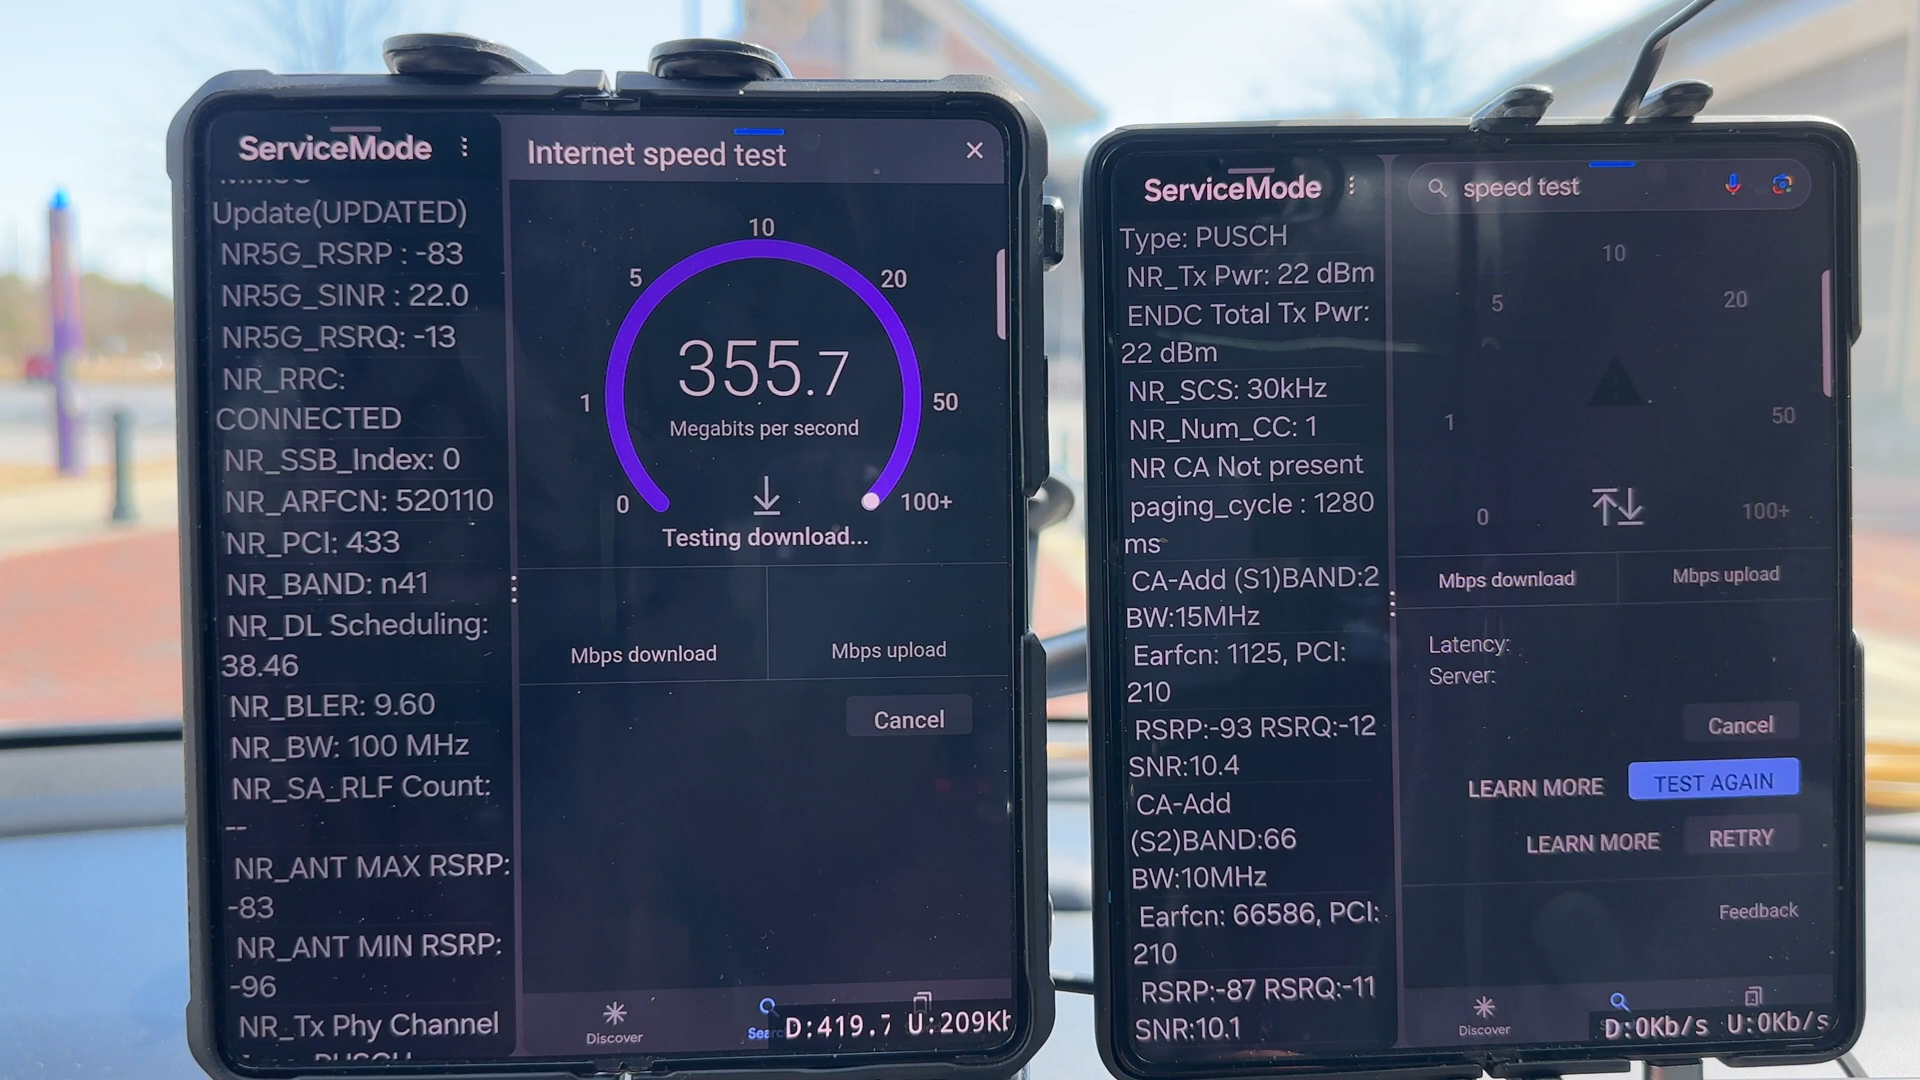 ServiceMode
Update(UPDATED)
NR5G_RSRP : -83
NR5G_SINR : 22.0
NR5G_RSRQ: -13
NR_RRC:
CONNECTED
NR_SSB_Index: 0
NR_ARFCN: 520110
NR_PCI: 433
NR_BAND: n41
NR_DL Scheduling:
38.46
NR_BLER: 9.60
NR_BW: 100 MHz
NR_SA_RLF Count:
--
NR_ANT MAX RSRP:
-83
NR_ANT MIN RSRP:
-96
NR_Tx Phy Channel
Internet speed test
10
5
20
355.7
1
50
Megabits per second
0
100+
Testing download...
Mbps download
Mbps upload
Cancel
Discover
D:419.7 U:209Kb
ServiceMode
Type: PUSCH
NR_Tx Pwr: 22 dBm
ENDC Total Tx Pwr:
22 dBm
NR_SCS: 30kHz
NR_Num_CC: 1
NR CA Not present
paging_cycle : 1280
ms
CA-Add (S1)BAND:2
BW:15MHz
Earfcn: 1125, PCI:
210
RSRP:-93 RSRQ:-12
SNR:10.4
CA-Add
(S2)BAND:66
BW:10MHz
Earfcn: 66586, PCI:
210
RSRP:-87 RSRQ:-11
SNR:10.1
speed test
10
5
20
1
50
0
100+
Mbps download
Mbps upload
Latency:
Server:
Cancel
LEARN MORE
TEST AGAIN
LEARN MORE
RETRY
Feedback
Discover
D:0Kb/s U:0Kb/s